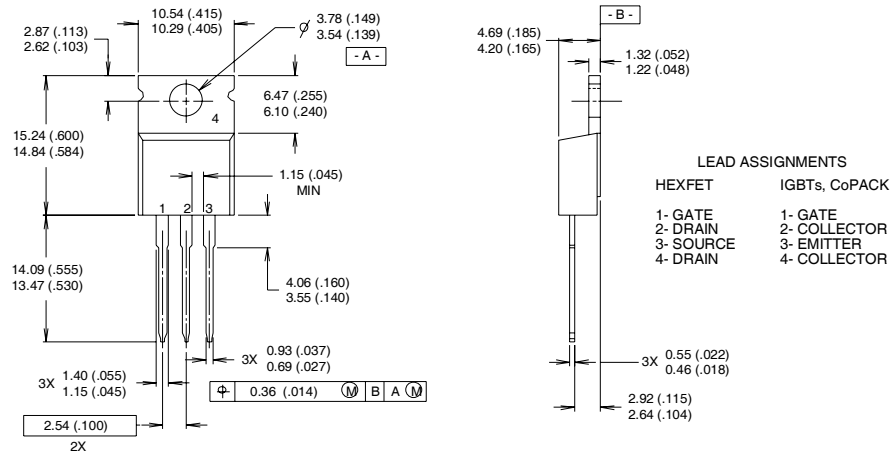 10.54 (.415)
10.29 (.405)
2.87 (.113)
2.62 (.103)
ø 3.78 (.149)
3.54 (.139)
- A -
6.47 (.255)
6.10 (.240)
4
15.24 (.600)
14.84 (.584)
1.15 (.045)
MIN
1 2 3
14.09 (.555)
13.47 (.530)
4.06 (.160)
3.55 (.140)
3X 0.93 (.037)
0.69 (.027)
3X 1.40 (.055)
1.15 (.045)
⌖ 0.36 (.014) Ⓜ B A Ⓜ
2.54 (.100)
2X
- B -
4.69 (.185)
4.20 (.165)
1.32 (.052)
1.22 (.048)
3X 0.55 (.022)
0.46 (.018)
2.92 (.115)
2.64 (.104)
LEAD ASSIGNMENTS
HEXFET
1- GATE
2- DRAIN
3- SOURCE
4- DRAIN
IGBTs, CoPACK
1- GATE
2- COLLECTOR
3- EMITTER
4- COLLECTOR